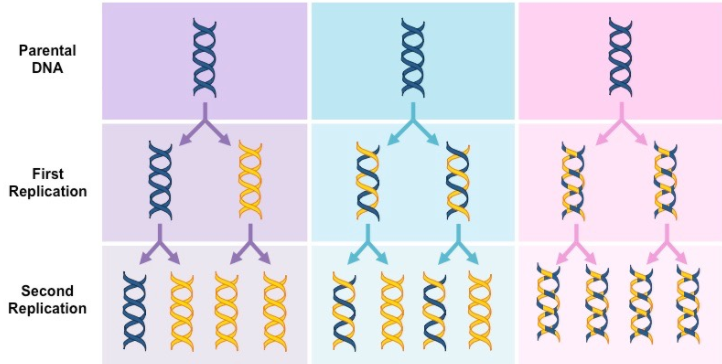 Parental
DNA
First
Replication
Second
Replication